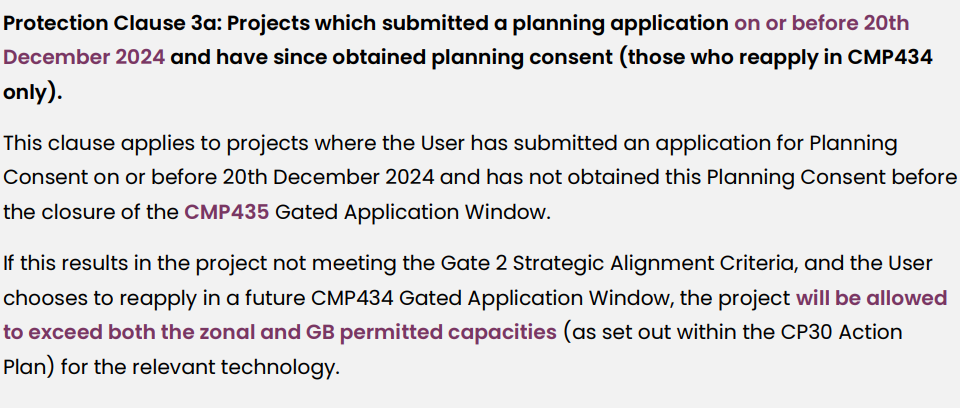 Protection Clause 3a: Projects which submitted a planning application on or before 20th
December 2024 and have since obtained planning consent (those who reapply in CMP434
only).
This clause applies to projects where the User has submitted an application for Planning
Consent on or before 20th December 2024 and has not obtained this Planning Consent before
the closure of the CMP435 Gated Application Window.
If this results in the project not meeting the Gate 2 Strategic Alignment Criteria, and the User
chooses to reapply in a future CMP434 Gated Application Window, the project will be allowed
to exceed both the zonal and GB permitted capacities (as set out within the CP30 Action
Plan) for the relevant technology.